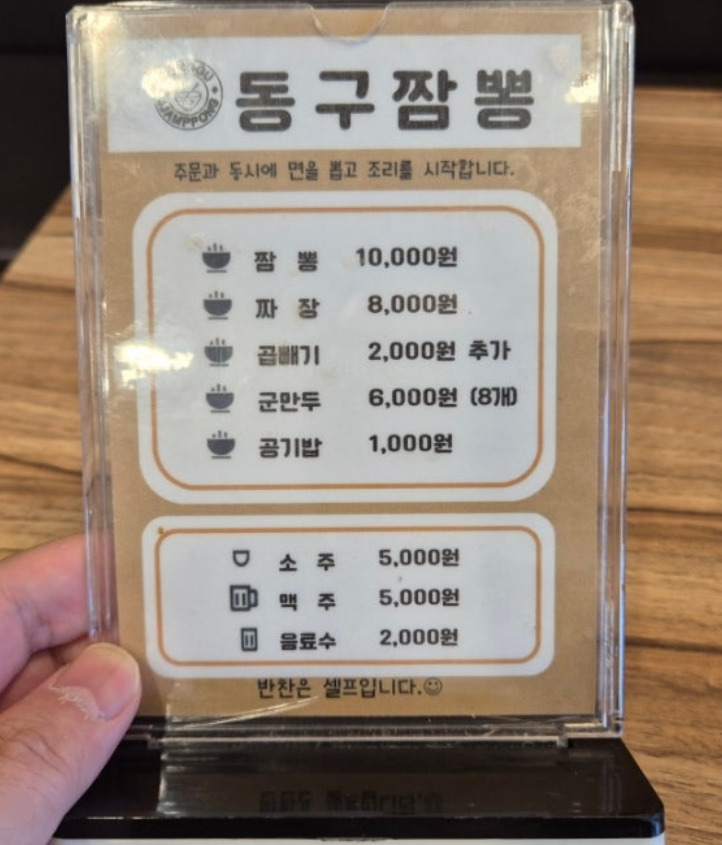 동구짬뽕
JJAMPPONG
주문과 동시에 면을 뽑고 조리를 시작합니다.
짬 뽕 10,000원
짜 장 8,000원
곱빼기 2,000원 추가
군만두 6,000원 (8개)
공기밥 1,000원
소 주 5,000원
맥 주 5,000원
음료수 2,000원
반찬은 셀프입니다.☺